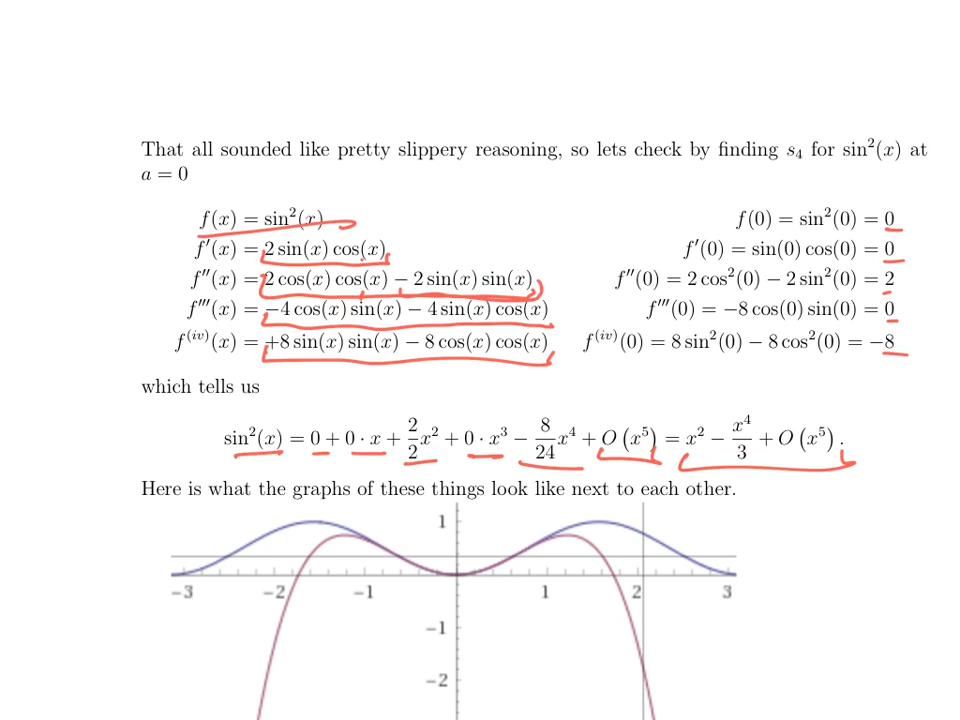 That all sounded like pretty slippery reasoning, so lets check by finding s₄ for sin²(x) at
a = 0
f(x) = sin²(x) f(0) = sin²(0) = 0
f′(x) = 2 sin(x) cos(x) f′(0) = sin(0) cos(0) = 0
f″(x) = 2 cos(x) cos(x) − 2 sin(x) sin(x) f″(0) = 2 cos²(0) − 2 sin²(0) = 2
f‴(x) = −4 cos(x) sin(x) − 4 sin(x) cos(x) f‴(0) = −8 cos(0) sin(0) = 0
f⁽ⁱᵛ⁾(x) = +8 sin(x) sin(x) − 8 cos(x) cos(x) f⁽ⁱᵛ⁾(0) = 8 sin²(0) − 8 cos²(0) = −8
which tells us
sin²(x) = 0 + 0 · x + 2/2 x² + 0 · x³ − 8/24 x⁴ + O (x⁵) = x² − x⁴/3 + O (x⁵) .
Here is what the graphs of these things look like next to each other.
1
−3 −2 −1 1 2 3
−1
−2